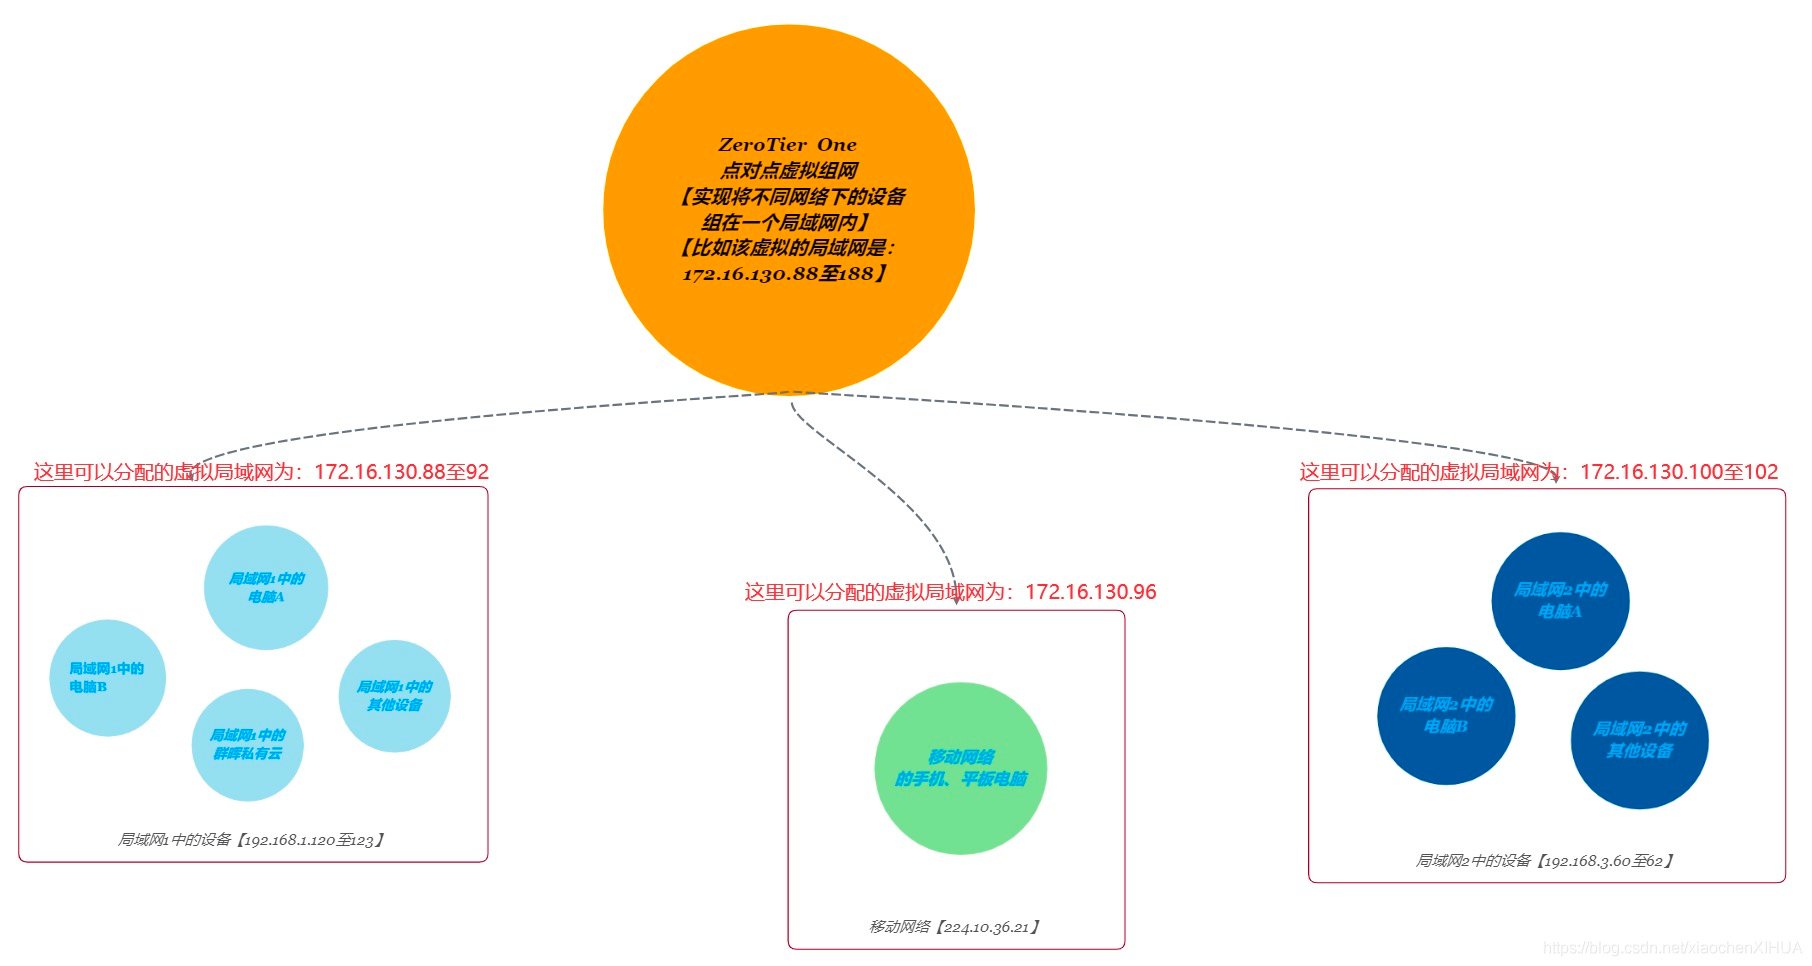 ZeroTier One
点对点虚拟组网
【实现将不同网络下的设备
组在一个局域网内】
【比如该虚拟的局域网是：
172.16.130.88至188】
这里可以分配的虚拟局域网为：172.16.130.88至92
局域网1中的
电脑A
局域网1中的
电脑B
局域网1中的
其他设备
局域网1中的
群晖私有云
局域网1中的设备【192.168.1.120至123】
这里可以分配的虚拟局域网为：172.16.130.96
移动网络
的手机、平板电脑
移动网络【224.10.36.21】
这里可以分配的虚拟局域网为：172.16.130.100至102
局域网2中的
电脑A
局域网2中的
电脑B
局域网2中的
其他设备
局域网2中的设备【192.168.3.60至62】
https://blog.csdn.net/xiaochenXIHUA